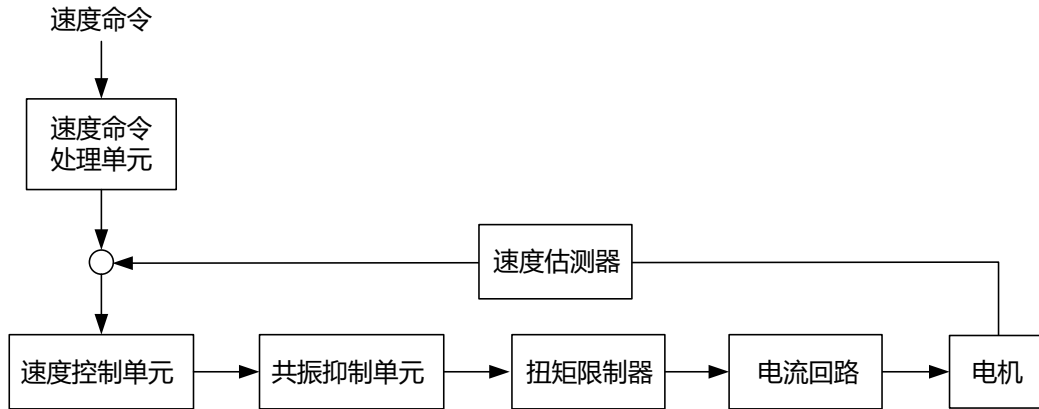 速度命令
速度命令
处理单元
速度估测器
速度控制单元
共振抑制单元
扭矩限制器
电流回路
电机